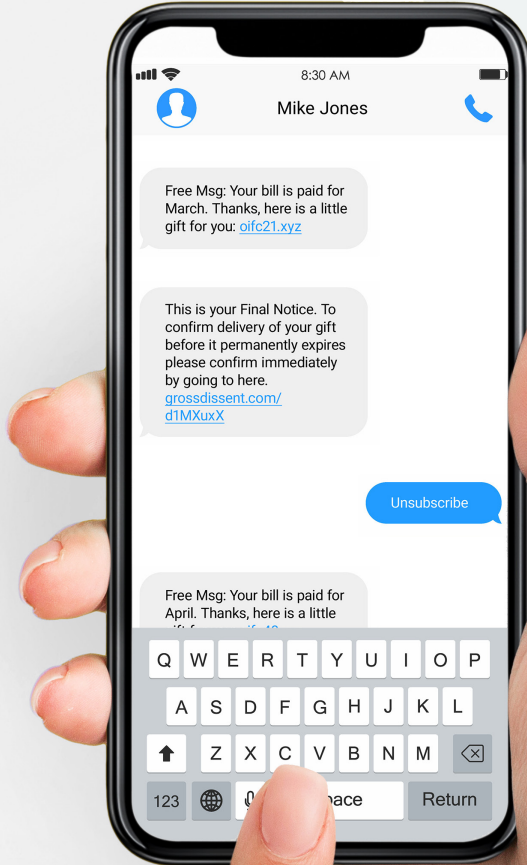 8:30 AM
Mike Jones
Free Msg: Your bill is paid for
March. Thanks, here is a little
gift for you: oifc21.xyz
This is your Final Notice. To
confirm delivery of your gift
before it permanently expires
please confirm immediately
by going to here.
grossdissent.com/
d1MXuxX
Unsubscribe
Free Msg: Your bill is paid for
April. Thanks, here is a little
Q W E R T Y U I O P
A S D F G H J K L
Z X C V B N M
123 Return